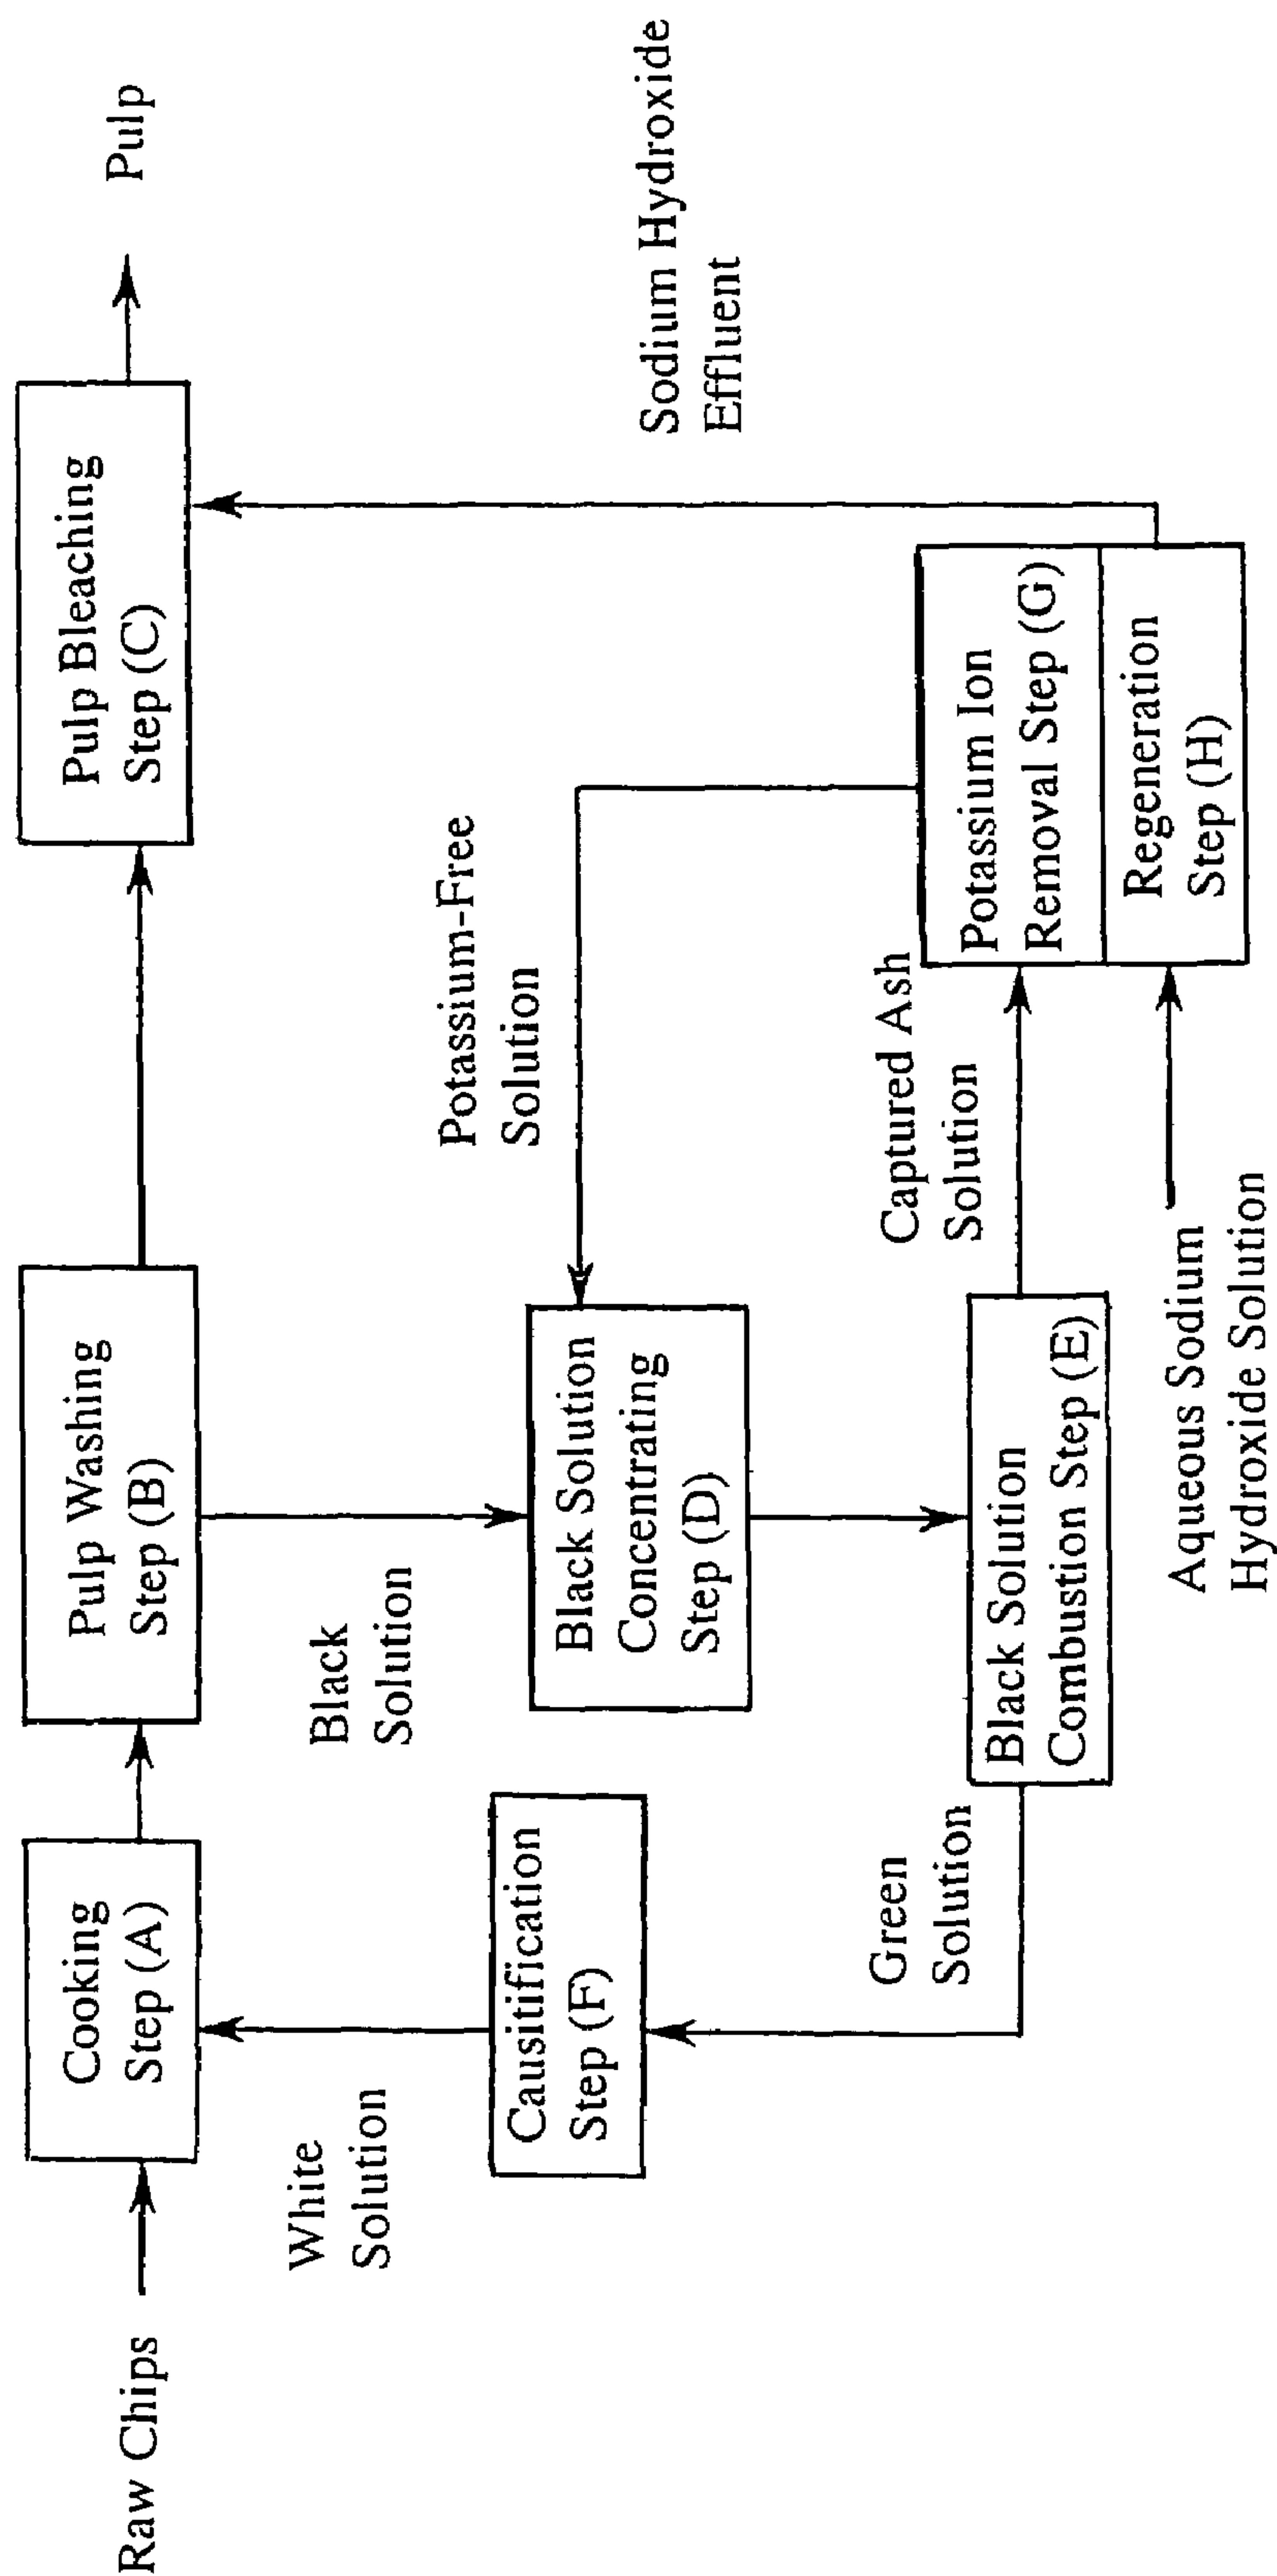 Raw Chips
Cooking
Step (A)
Pulp Washing
Step (B)
Pulp Bleaching
Step (C)
Pulp
White
Solution
Black
Solution
Potassium-Free
Solution
Sodium Hydroxide
Effluent
Causitification
Step (F)
Black Solution
Concentrating
Step (D)
Green
Solution
Captured Ash
Solution
Black Solution
Combustion Step (E)
Potassium Ion
Removal Step (G)
Regeneration
Step (H)
Aqueous Sodium
Hydroxide Solution